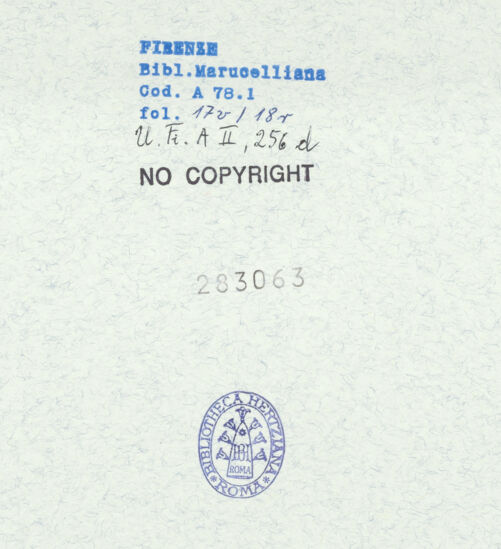 FIRENZE
Bibl.Marucelliana
Cod. A 78.1
fol. 17v/18r
U. Fi. A II, 256 d
NO COPYRIGHT
283063
BIBLIOTHECA HERTZIANA
BH
ROMA
* ROMA *